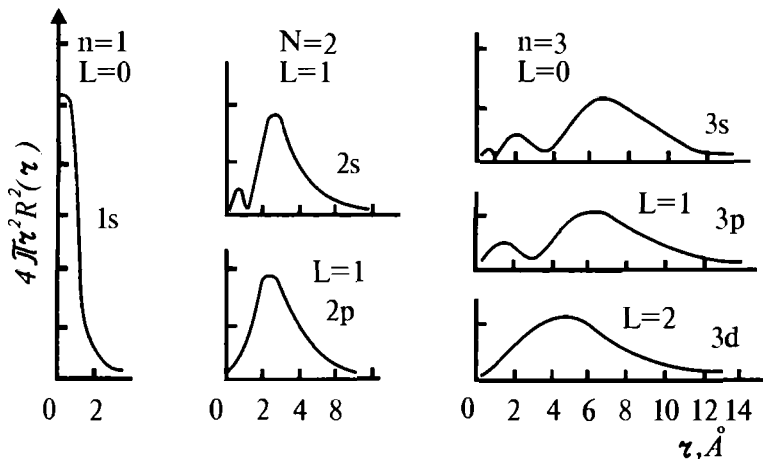 4πr²R²(r)
n=1
L=0
1s
0 2
N=2
L=1
2s
L=1
2p
0 2 4 8
n=3
L=0
3s
L=1
3p
L=2
3d
0 2 4 6 8 10 12 14
r, Å